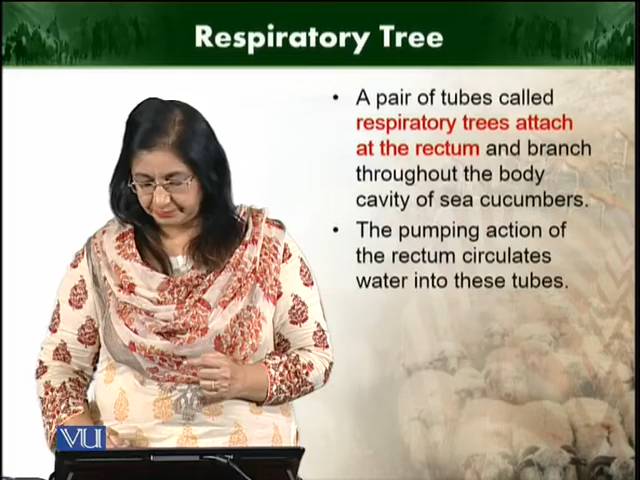 Respiratory Tree
• A pair of tubes called
respiratory trees attach
at the rectum and branch
throughout the body
cavity of sea cucumbers.
• The pumping action of
the rectum circulates
water into these tubes.
VU